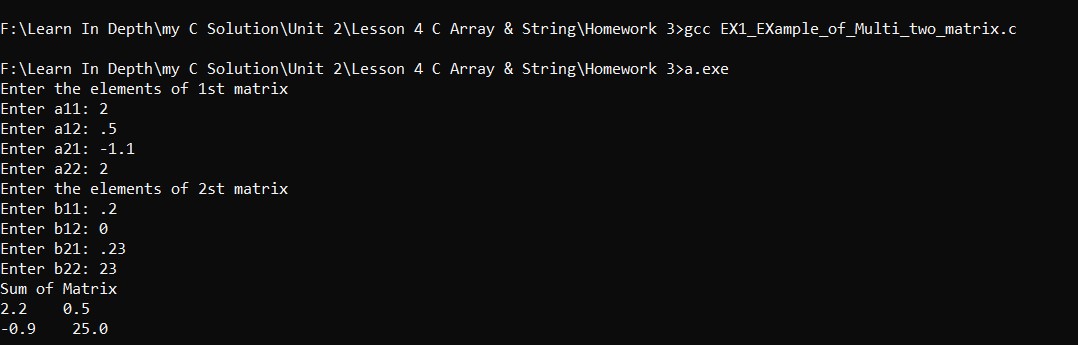 F:\Learn In Depth\my C Solution\Unit 2\Lesson 4 C Array & String\Homework 3>gcc EX1_EXample_of_Multi_two_matrix.c
F:\Learn In Depth\my C Solution\Unit 2\Lesson 4 C Array & String\Homework 3>a.exe
Enter the elements of 1st matrix
Enter a11: 2
Enter a12: .5
Enter a21: -1.1
Enter a22: 2
Enter the elements of 2st matrix
Enter b11: .2
Enter b12: 0
Enter b21: .23
Enter b22: 23
Sum of Matrix
2.2    0.5
-0.9    25.0